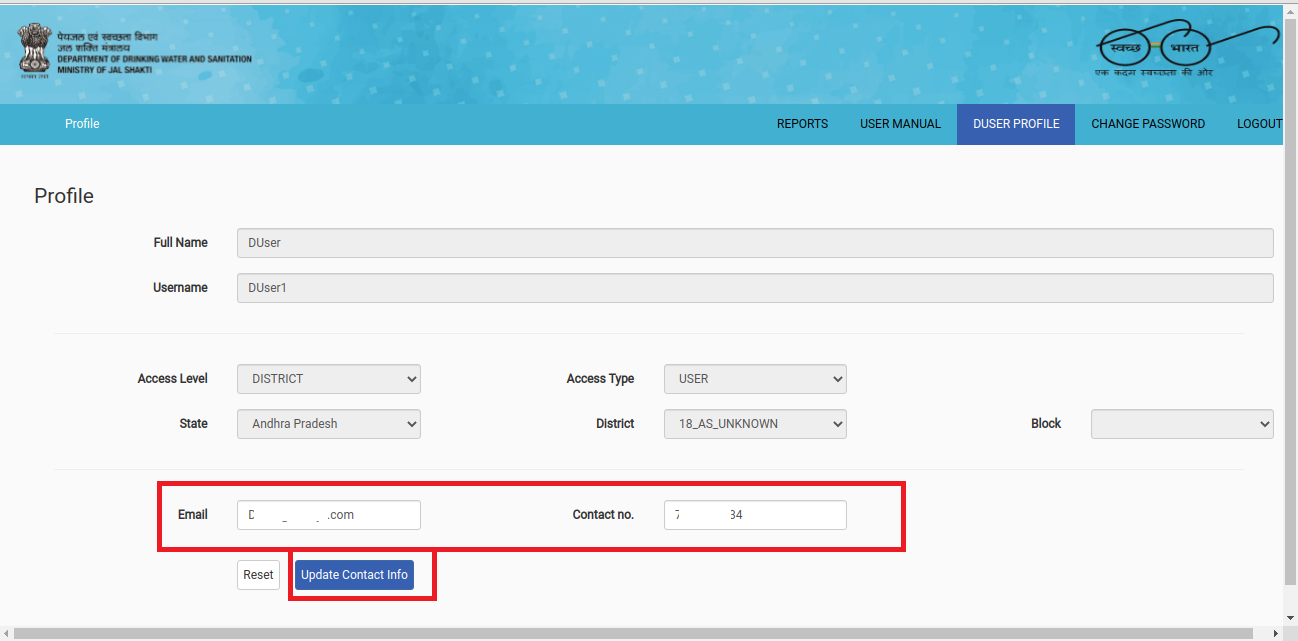 पेयजल एवं स्वच्छता विभाग
जल शक्ति मंत्रालय
DEPARTMENT OF DRINKING WATER AND SANITATION
MINISTRY OF JAL SHAKTI
स्वच्छ भारत
एक कदम स्वच्छता की ओर
Profile REPORTS USER MANUAL DUSER PROFILE CHANGE PASSWORD LOGOUT
Profile
Full Name DUser
Username DUser1
Access Level DISTRICT Access Type USER
State Andhra Pradesh District 18_AS_UNKNOWN Block
Email .com Contact no. 34
Reset Update Contact Info